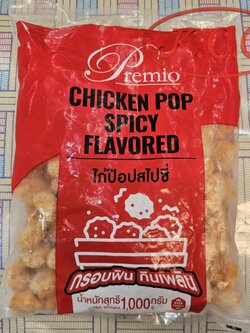 Premio
CHICKEN POP
SPICY
FLAVORED
ไก่ป๊อปสไปซี่
กรอบฟิน กินเพลิน
น้ำหนักสุทธิ 1,000 กรัม